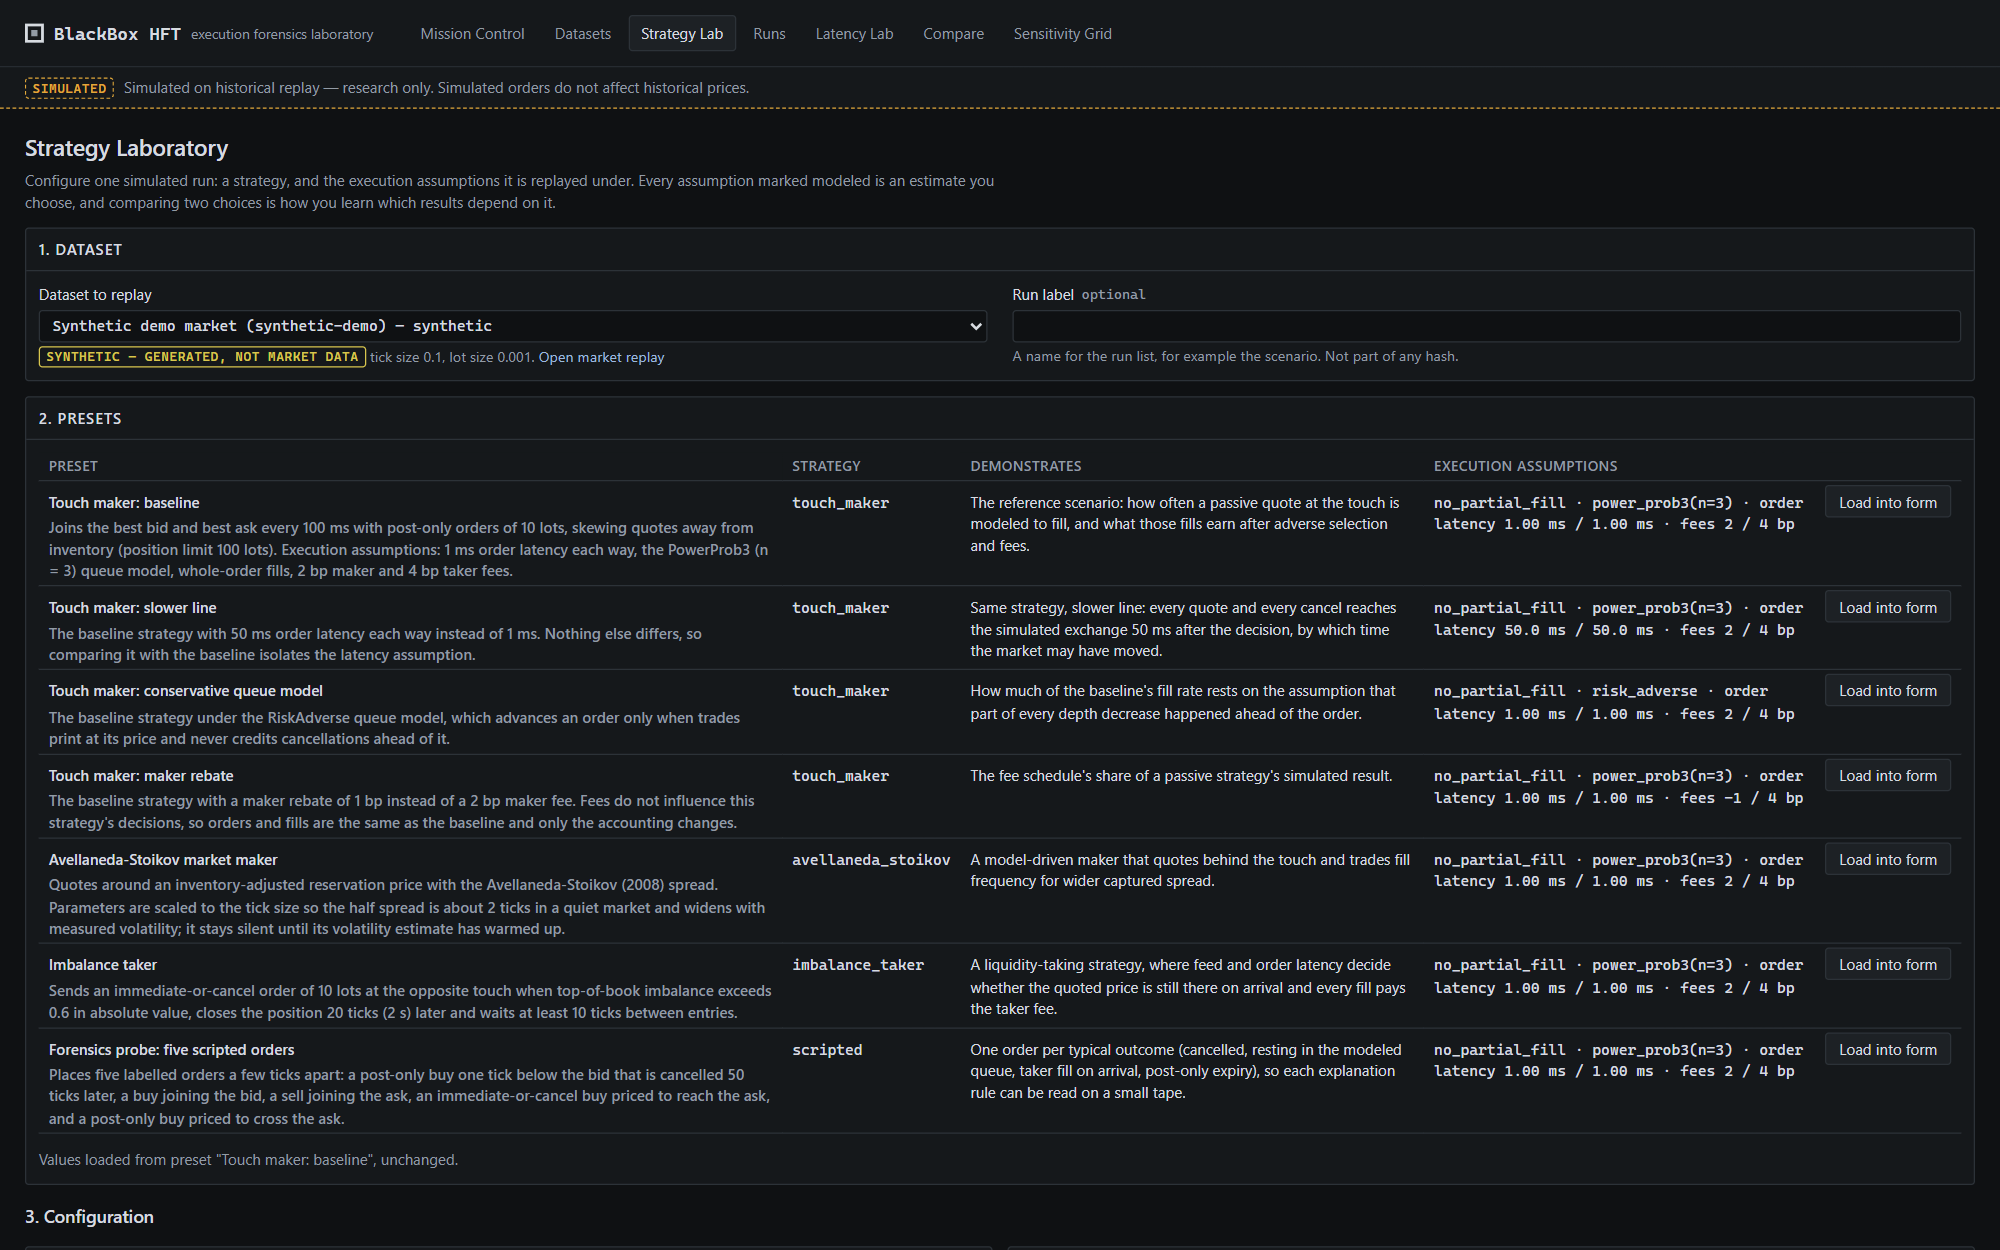 BlackBox HFT execution forensics laboratory Mission Control Datasets Strategy Lab Runs Latency Lab Compare Sensitivity Grid
SIMULATED Simulated on historical replay — research only. Simulated orders do not affect historical prices.
Strategy Laboratory
Configure one simulated run: a strategy, and the execution assumptions it is replayed under. Every assumption marked modeled is an estimate you
choose, and comparing two choices is how you learn which results depend on it.
1. DATASET
Dataset to replay
Synthetic demo market (synthetic-demo) — synthetic
SYNTHETIC — GENERATED, NOT MARKET DATA tick size 0.1, lot size 0.001. Open market replay
Run label optional
A name for the run list, for example the scenario. Not part of any hash.
2. PRESETS
PRESET STRATEGY DEMONSTRATES EXECUTION ASSUMPTIONS
Touch maker: baseline
Joins the best bid and best ask every 100 ms with post-only orders of 10 lots, skewing quotes away from
inventory (position limit 100 lots). Execution assumptions: 1 ms order latency each way, the PowerProb3 (n
= 3) queue model, whole-order fills, 2 bp maker and 4 bp taker fees.
touch_maker
The reference scenario: how often a passive quote at the touch is
modeled to fill, and what those fills earn after adverse selection
and fees.
no_partial_fill · power_prob3(n=3) · order
latency 1.00 ms / 1.00 ms · fees 2 / 4 bp
Load into form
Touch maker: slower line
The baseline strategy with 50 ms order latency each way instead of 1 ms. Nothing else differs, so
comparing it with the baseline isolates the latency assumption.
touch_maker
Same strategy, slower line: every quote and every cancel reaches
the simulated exchange 50 ms after the decision, by which time
the market may have moved.
no_partial_fill · power_prob3(n=3) · order
latency 50.0 ms / 50.0 ms · fees 2 / 4 bp
Load into form
Touch maker: conservative queue model
The baseline strategy under the RiskAdverse queue model, which advances an order only when trades
print at its price and never credits cancellations ahead of it.
touch_maker
How much of the baseline's fill rate rests on the assumption that
part of every depth decrease happened ahead of the order.
no_partial_fill · risk_adverse · order
latency 1.00 ms / 1.00 ms · fees 2 / 4 bp
Load into form
Touch maker: maker rebate
The baseline strategy with a maker rebate of 1 bp instead of a 2 bp maker fee. Fees do not influence this
strategy's decisions, so orders and fills are the same as the baseline and only the accounting changes.
touch_maker
The fee schedule's share of a passive strategy's simulated result.
no_partial_fill · power_prob3(n=3) · order
latency 1.00 ms / 1.00 ms · fees −1 / 4 bp
Load into form
Avellaneda-Stoikov market maker
Quotes around an inventory-adjusted reservation price with the Avellaneda-Stoikov (2008) spread.
Parameters are scaled to the tick size so the half spread is about 2 ticks in a quiet market and widens with
measured volatility; it stays silent until its volatility estimate has warmed up.
avellaneda_stoikov
A model-driven maker that quotes behind the touch and trades fill
frequency for wider captured spread.
no_partial_fill · power_prob3(n=3) · order
latency 1.00 ms / 1.00 ms · fees 2 / 4 bp
Load into form
Imbalance taker
Sends an immediate-or-cancel order of 10 lots at the opposite touch when top-of-book imbalance exceeds
0.6 in absolute value, closes the position 20 ticks (2 s) later and waits at least 10 ticks between entries.
imbalance_taker
A liquidity-taking strategy, where feed and order latency decide
whether the quoted price is still there on arrival and every fill pays
the taker fee.
no_partial_fill · power_prob3(n=3) · order
latency 1.00 ms / 1.00 ms · fees 2 / 4 bp
Load into form
Forensics probe: five scripted orders
Places five labelled orders a few ticks apart: a post-only buy one tick below the bid that is cancelled 50
ticks later, a buy joining the bid, a sell joining the ask, an immediate-or-cancel buy priced to reach the ask,
and a post-only buy priced to cross the ask.
scripted
One order per typical outcome (cancelled, resting in the modeled
queue, taker fill on arrival, post-only expiry), so each explanation
rule can be read on a small tape.
no_partial_fill · power_prob3(n=3) · order
latency 1.00 ms / 1.00 ms · fees 2 / 4 bp
Load into form
Values loaded from preset "Touch maker: baseline", unchanged.
3. Configuration